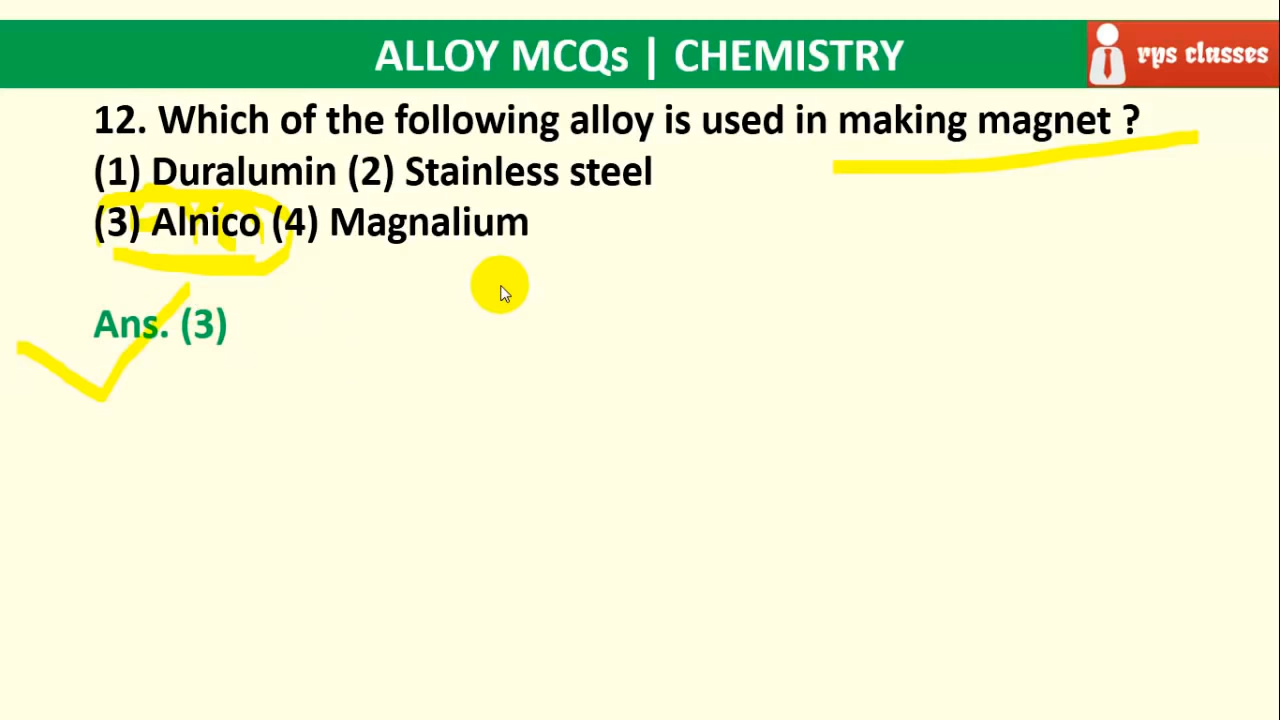 ALLOY MCQs | CHEMISTRY
rps classes
12. Which of the following alloy is used in making magnet ?
(1) Duralumin (2) Stainless steel
(3) Alnico (4) Magnalium
Ans. (3)